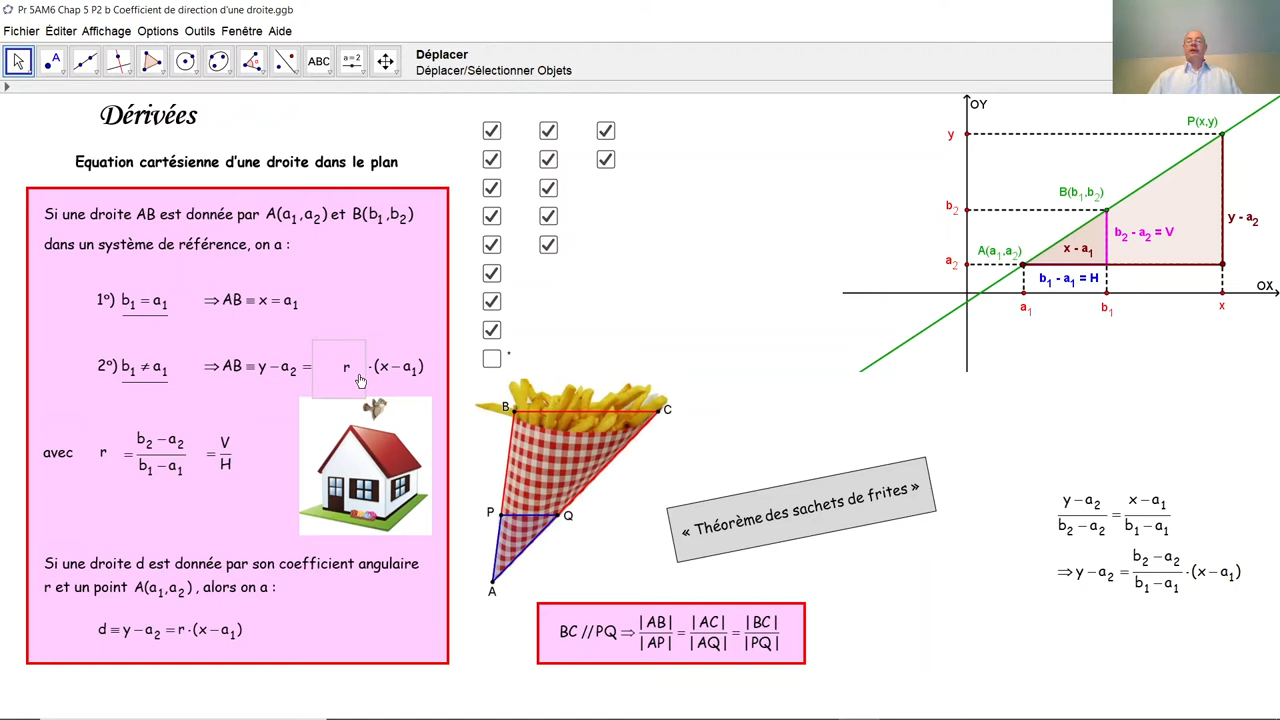 Pr 5AM6 Chap 5 P2 b Coefficient de direction d'une droite.ggb
Fichier Éditer Affichage Options Outils Fenêtre Aide
A ABC a=2
Déplacer
Déplacer/Sélectionner Objets
Dérivées
Equation cartésienne d'une droite dans le plan
Si une droite AB est donnée par A(a₁,a₂) et B(b₁,b₂)
dans un système de référence, on a :
1°) b₁ = a₁ ⇒ AB ≡ x = a₁
2°) b₁ ≠ a₁ ⇒ AB ≡ y − a₂ = r · (x − a₁)
avec r = (b₂ − a₂)/(b₁ − a₁) = V/H
Si une droite d est donnée par son coefficient angulaire
r et un point A(a₁,a₂) , alors on a :
d ≡ y − a₂ = r · (x − a₁)
*
B C
P Q
A
« Théorème des sachets de frites »
BC // PQ ⇒ |AB|/|AP| = |AC|/|AQ| = |BC|/|PQ|
OY
P(x,y)
y
B(b₁,b₂)
b₂
y - a₂
b₂ - a₂ = V
A(a₁,a₂)
x - a₁
a₂
b₁ - a₁ = H
OX
a₁ b₁ x
(y − a₂)/(b₂ − a₂) = (x − a₁)/(b₁ − a₁)
⇒ y − a₂ = (b₂ − a₂)/(b₁ − a₁) · (x − a₁)